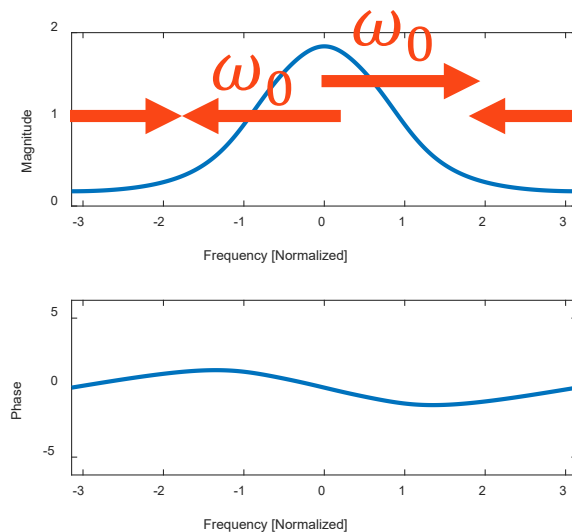 ω₀
ω₀
2
1
0
Magnitude
-3 -2 -1 0 1 2 3
Frequency [Normalized]
5
0
-5
Phase
-3 -2 -1 0 1 2 3
Frequency [Normalized]